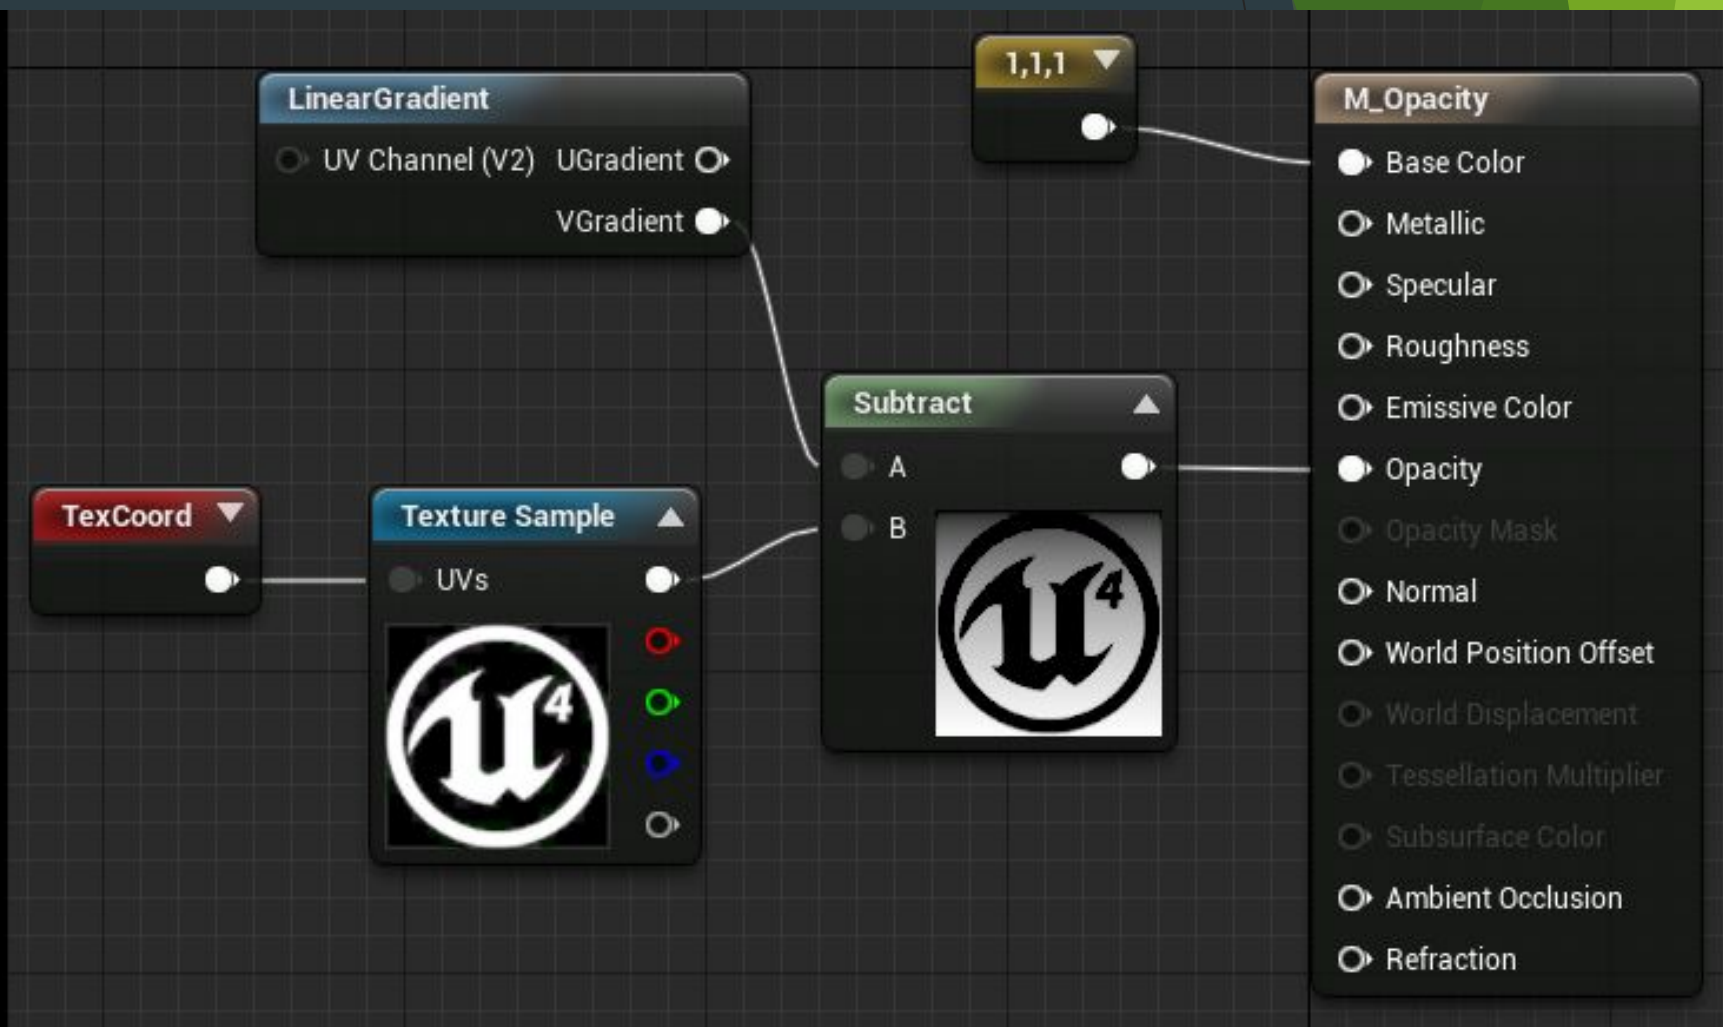 LinearGradient
UV Channel (V2) UGradient
VGradient
1,1,1
M_Opacity
Base Color
Metallic
Specular
Roughness
Emissive Color
Opacity
Opacity Mask
Normal
World Position Offset
World Displacement
Tessellation Multiplier
Subsurface Color
Ambient Occlusion
Refraction
Subtract
A
B
4
TexCoord
Texture Sample
UVs
4